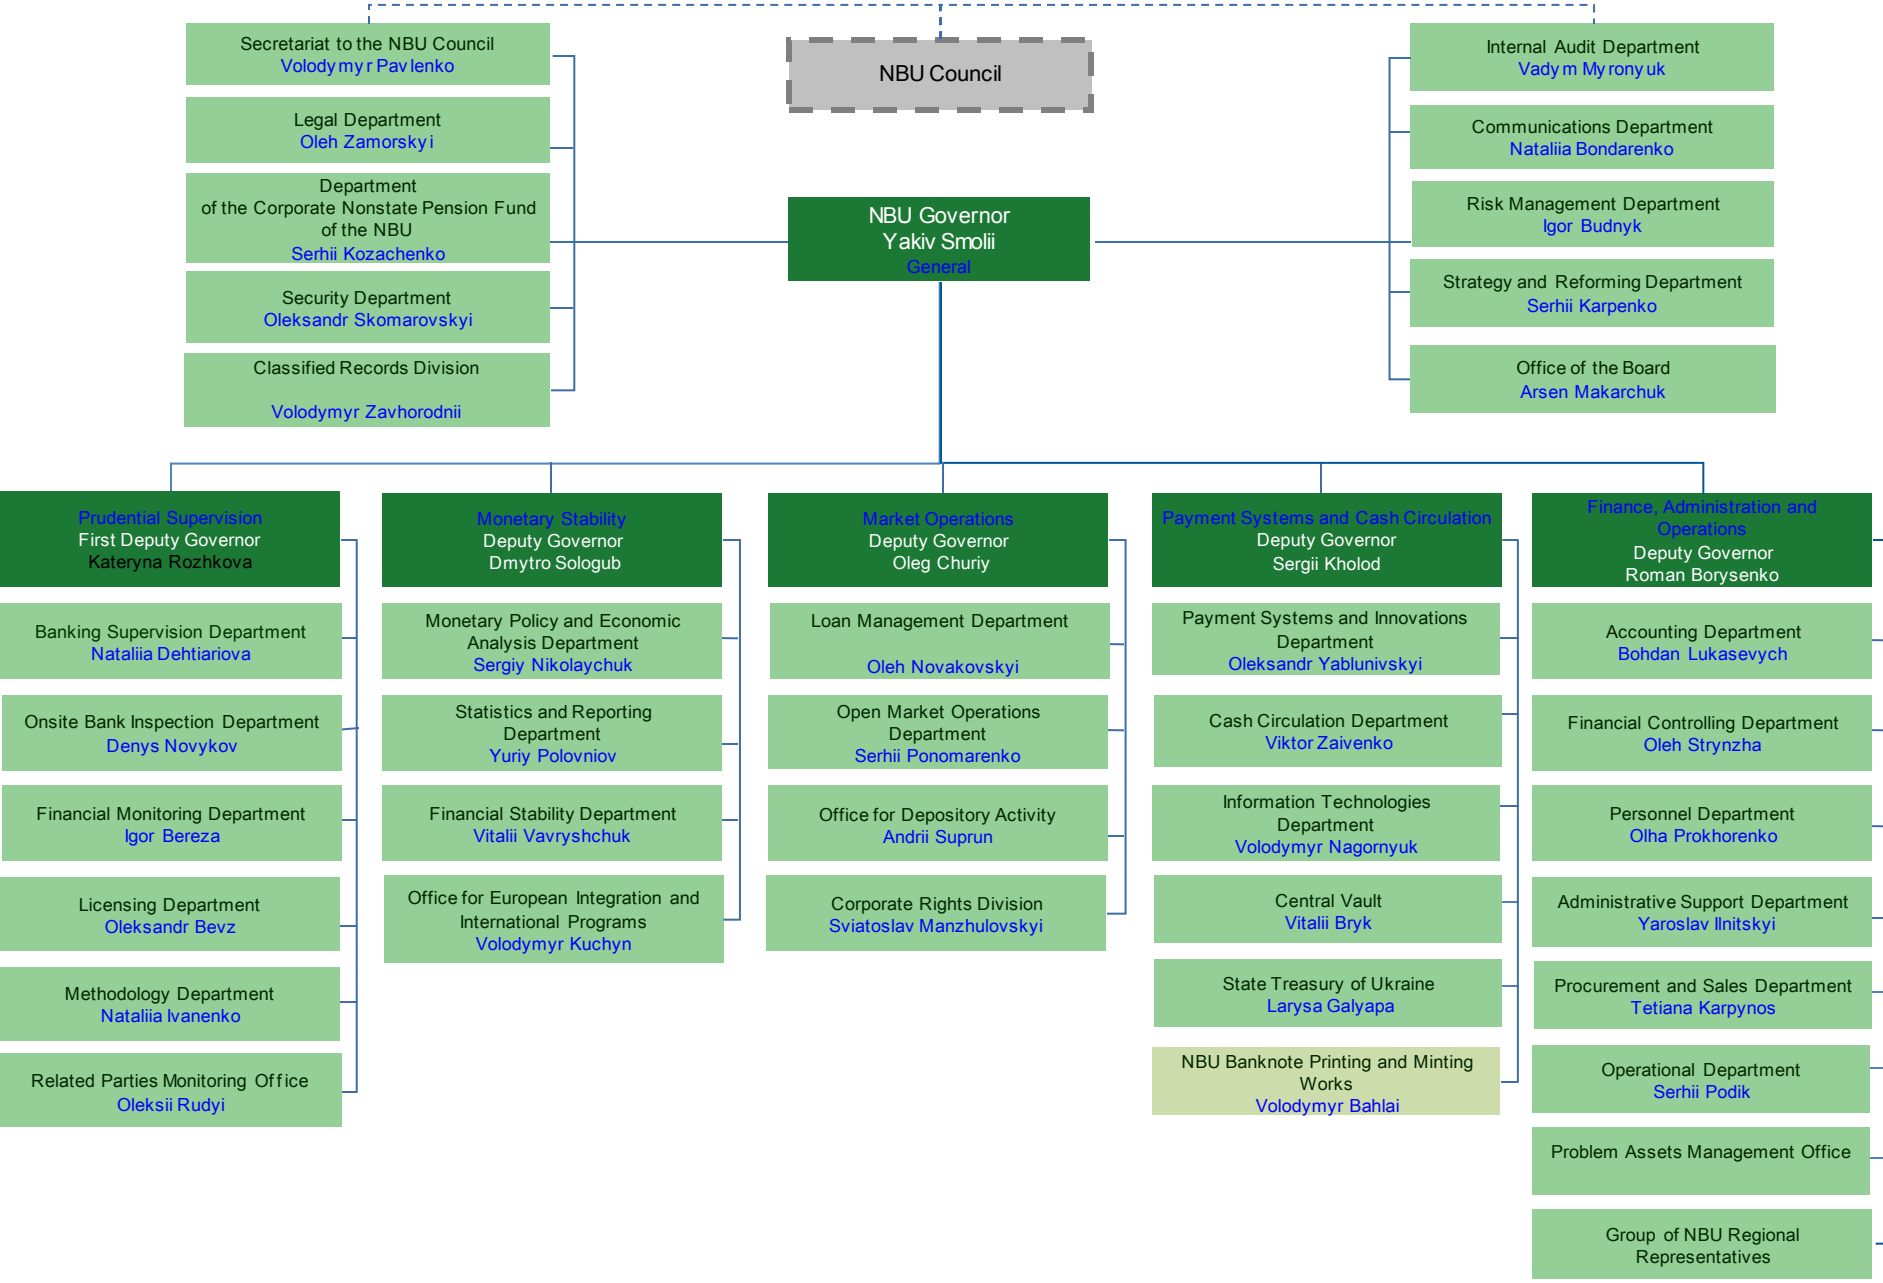 Secretariat to the NBU Council
Volodymyr Pavlenko
Legal Department
Oleh Zamorskyi
Department
of the Corporate Nonstate Pension Fund
of the NBU
Serhii Kozachenko
Security Department
Oleksandr Skomarovskyi
Classified Records Division
Volodymyr Zavhorodnii
NBU Council
NBU Governor
Yakiv Smolii
General
Internal Audit Department
Vadym Myronyuk
Communications Department
Nataliia Bondarenko
Risk Management Department
Igor Budnyk
Strategy and Reforming Department
Serhii Karpenko
Office of the Board
Arsen Makarchuk
Prudential Supervision
First Deputy Governor
Kateryna Rozhkova
Banking Supervision Department
Nataliia Dehtiariova
Onsite Bank Inspection Department
Denys Novykov
Financial Monitoring Department
Igor Bereza
Licensing Department
Oleksandr Bevz
Methodology Department
Nataliia Ivanenko
Related Parties Monitoring Office
Oleksii Rudyi
Monetary Stability
Deputy Governor
Dmytro Sologub
Monetary Policy and Economic
Analysis Department
Sergiy Nikolaychuk
Statistics and Reporting
Department
Yuriy Polovniov
Financial Stability Department
Vitalii Vavryshchuk
Office for European Integration and
International Programs
Volodymyr Kuchyn
Market Operations
Deputy Governor
Oleg Churiy
Loan Management Department
Oleh Novakovskyi
Open Market Operations
Department
Serhii Ponomarenko
Office for Depository Activity
Andrii Suprun
Corporate Rights Division
Sviatoslav Manzhulovskyi
Payment Systems and Cash Circulation
Deputy Governor
Sergii Kholod
Payment Systems and Innovations
Department
Oleksandr Yablunivskyi
Cash Circulation Department
Viktor Zaivenko
Information Technologies
Department
Volodymyr Nagornyuk
Central Vault
Vitalii Bryk
State Treasury of Ukraine
Larysa Galyapa
NBU Banknote Printing and Minting
Works
Volodymyr Bahlai
Finance, Administration and
Operations
Deputy Governor
Roman Borysenko
Accounting Department
Bohdan Lukasevych
Financial Controlling Department
Oleh Strynzha
Personnel Department
Olha Prokhorenko
Administrative Support Department
Yaroslav Ilnitskyi
Procurement and Sales Department
Tetiana Karpynos
Operational Department
Serhii Podik
Problem Assets Management Office
Group of NBU Regional
Representatives